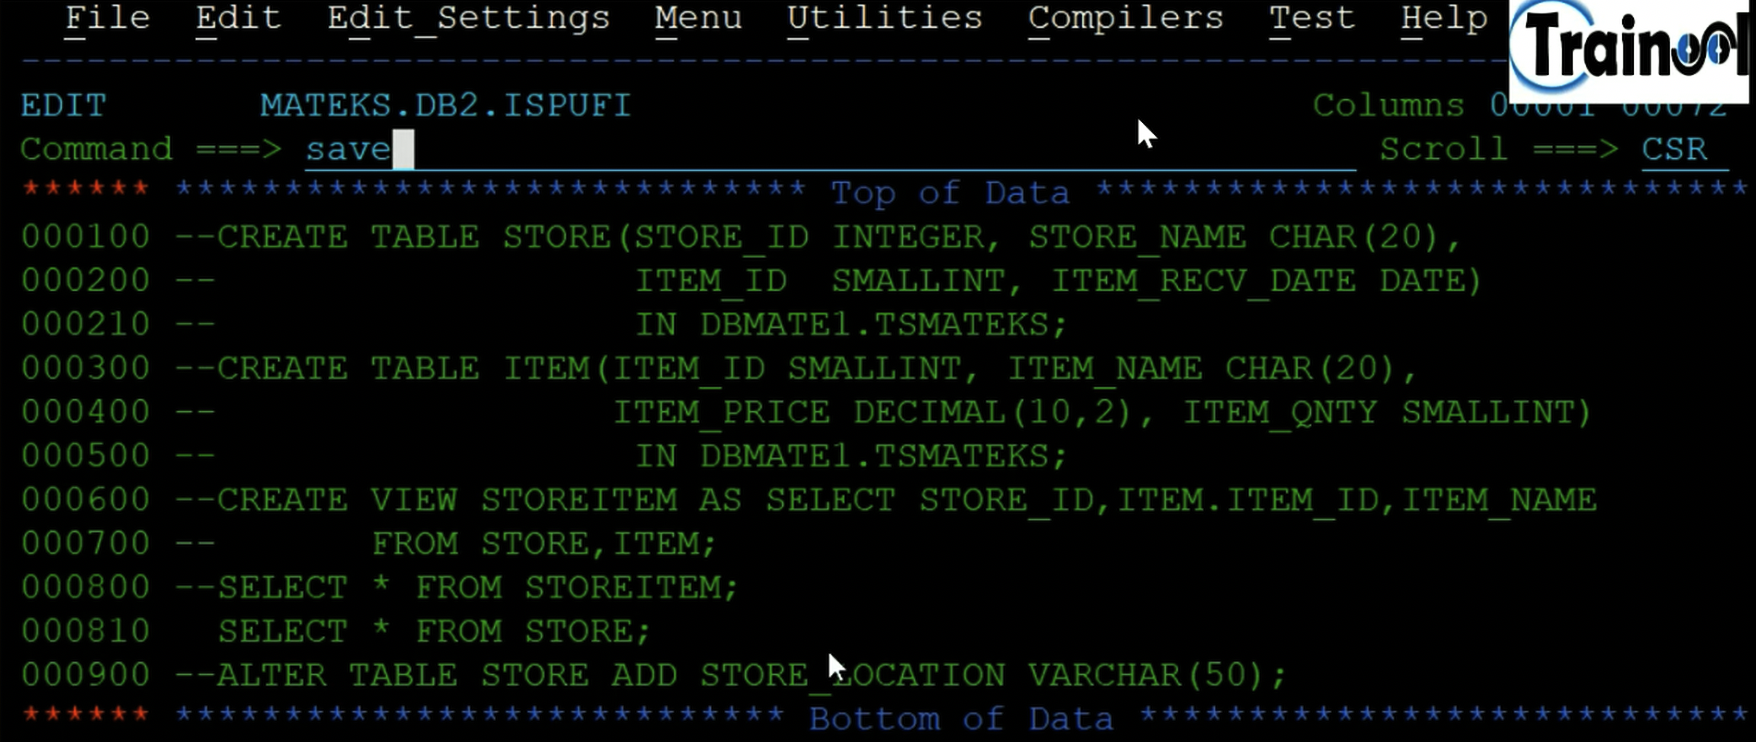 File Edit Edit_Settings Menu Utilities Compilers Test Help
Trainool
EDIT MATEKS.DB2.ISPUFI Columns 00001 00072
Command ===> save Scroll ===> CSR
****** ***************************** Top of Data ******************************
000100 --CREATE TABLE STORE(STORE_ID INTEGER, STORE_NAME CHAR(20),
000200 -- ITEM_ID SMALLINT, ITEM_RECV_DATE DATE)
000210 -- IN DBMATE1.TSMATEKS;
000300 --CREATE TABLE ITEM(ITEM_ID SMALLINT, ITEM_NAME CHAR(20),
000400 -- ITEM_PRICE DECIMAL(10,2), ITEM_QNTY SMALLINT)
000500 -- IN DBMATE1.TSMATEKS;
000600 --CREATE VIEW STOREITEM AS SELECT STORE_ID,ITEM.ITEM_ID,ITEM_NAME
000700 -- FROM STORE,ITEM;
000800 --SELECT * FROM STOREITEM;
000810 SELECT * FROM STORE;
000900 --ALTER TABLE STORE ADD STORE_LOCATION VARCHAR(50);
****** **************************** Bottom of Data ****************************